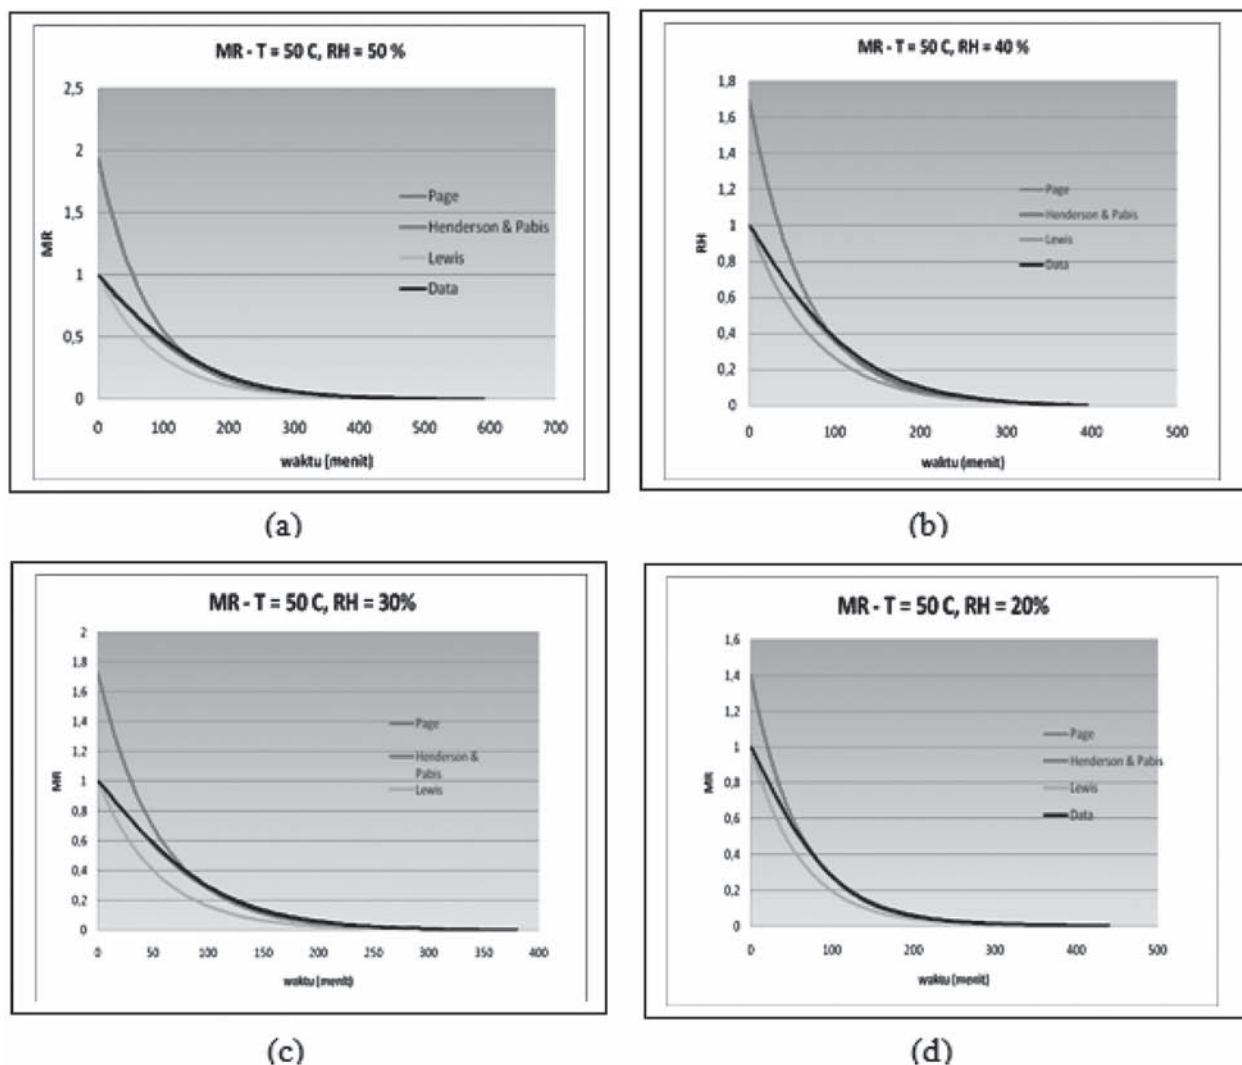 MR - T = 50 C, RH = 50 %
2,5
2
1,5
1
0,5
0
MR
Page
Henderson & Pabis
Lewis
Data
0 100 200 300 400 500 600 700
waktu (menit)
(a)
MR - T = 50 C, RH = 40 %
1,8
1,6
1,4
1,2
1
0,8
0,6
0,4
0,2
0
RH
Page
Henderson & Pabis
Lewis
Data
0 100 200 300 400 500
waktu (menit)
(b)
MR - T = 50 C, RH = 30%
2
1,8
1,6
1,4
1,2
1
0,8
0,6
0,4
0,2
0
MR
Page
Henderson &
Pabis
Lewis
0 50 100 150 200 250 300 350 400
waktu (menit)
(c)
MR - T = 50 C, RH = 20%
1,6
1,4
1,2
1
0,8
0,6
0,4
0,2
0
MR
Page
Henderson & Pabis
Lewis
Data
0 100 200 300 400 500
waktu (menit)
(d)